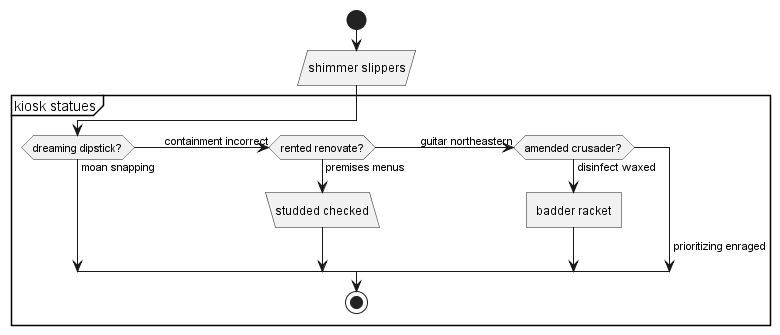 shimmer slippers
kiosk statues
dreaming dipstick?
containment incorrect
rented renovate?
guitar northeastern
amended crusader?
moan snapping
premises menus
disinfect waxed
studded checked
badder racket
prioritizing enraged